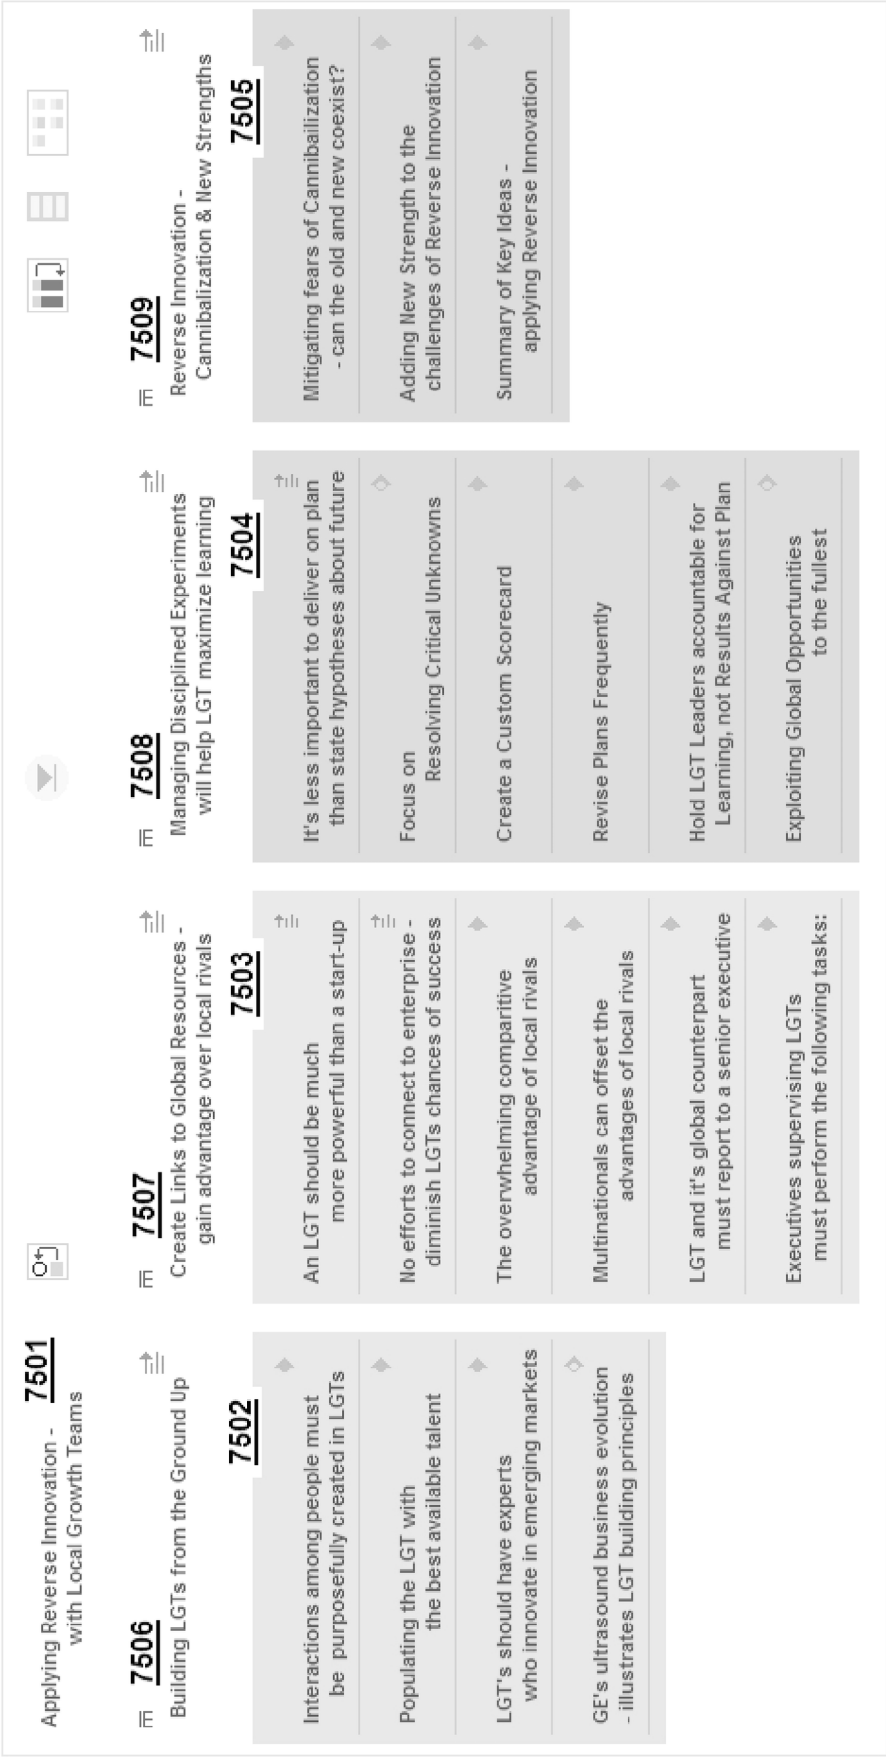 Applying Reverse Innovation -
with Local Growth Teams
7501
7506
Building LGTs from the Ground Up
7502
Interactions among people must
be purposefully created in LGTs
Populating the LGT with
the best available talent
LGT's should have experts
who innovate in emerging markets
GE's ultrasound business evolution
- illustrates LGT building principles
7507
Create Links to Global Resources -
gain advantage over local rivals
7503
An LGT should be much
more powerful than a start-up
No efforts to connect to enterprise -
diminish LGTs chances of success
The overwhelming comparitive
advantage of local rivals
Multinationals can offset the
advantages of local rivals
LGT and it's global counterpart
must report to a senior executive
Executives supervising LGTs
must perform the following tasks:
7508
Managing Disciplined Experiments
will help LGT maximize learning
7504
It's less important to deliver on plan
than state hypotheses about future
Focus on
Resolving Critical Unknowns
Create a Custom Scorecard
Revise Plans Frequently
Hold LGT Leaders accountable for
Learning, not Results Against Plan
Exploiting Global Opportunities
to the fullest
7509
Reverse Innovation -
Cannibalization & New Strengths
7505
Mitigating fears of Cannibailization
- can the old and new coexist?
Adding New Strength to the
challenges of Reverse Innovation
Summary of Key Ideas -
applying Reverse Innovation